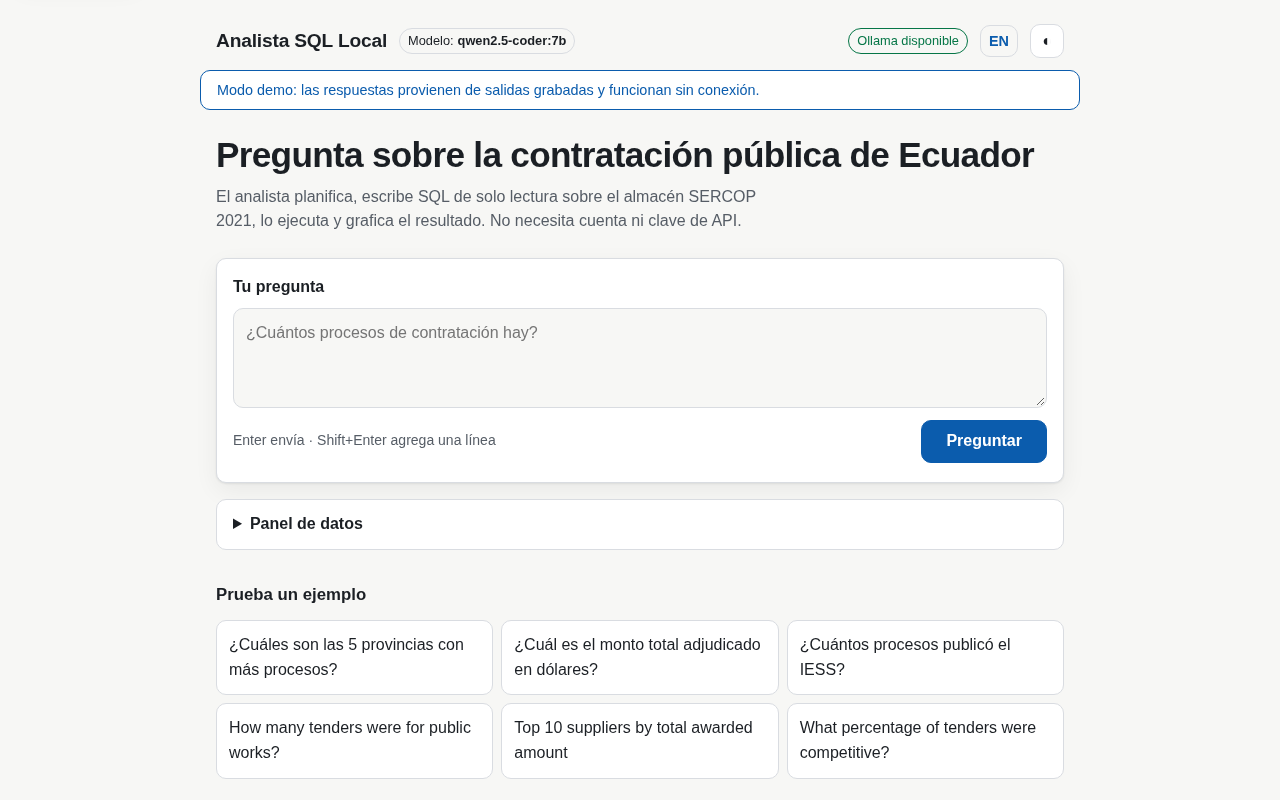 Analista SQL Local
Modelo: qwen2.5-coder:7b
Ollama disponible
EN
Modo demo: las respuestas provienen de salidas grabadas y funcionan sin conexión.
Pregunta sobre la contratación pública de Ecuador
El analista planifica, escribe SQL de solo lectura sobre el almacén SERCOP
2021, lo ejecuta y grafica el resultado. No necesita cuenta ni clave de API.
Tu pregunta
¿Cuántos procesos de contratación hay?
Enter envía · Shift+Enter agrega una línea
Preguntar
Panel de datos
Prueba un ejemplo
¿Cuáles son las 5 provincias con
más procesos?
¿Cuál es el monto total adjudicado
en dólares?
¿Cuántos procesos publicó el
IESS?
How many tenders were for public
works?
Top 10 suppliers by total awarded
amount
What percentage of tenders were
competitive?